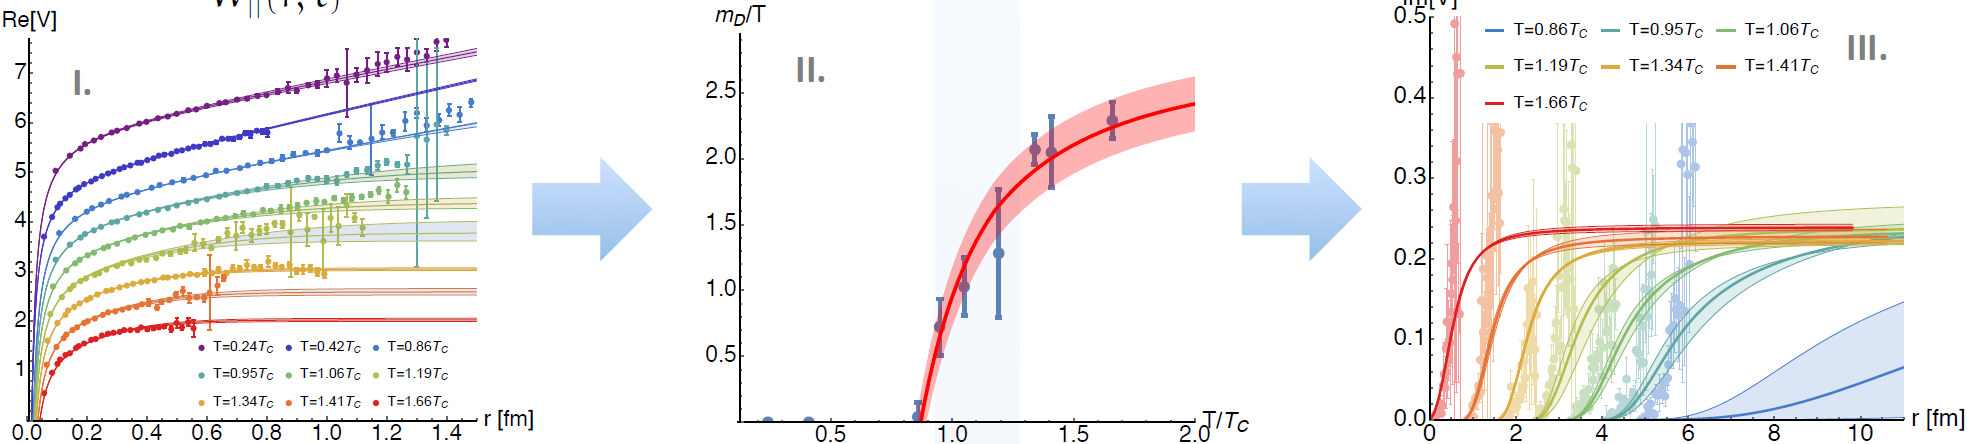 Re[V]
I.
7
6
5
4
3
2
1
T=0.24T_C T=0.42T_C T=0.86T_C
T=0.95T_C T=1.06T_C T=1.19T_C
T=1.34T_C T=1.41T_C T=1.66T_C
r [fm]
0.0 0.2 0.4 0.6 0.8 1.0 1.2 1.4
m_D/T
II.
2.5
2.0
1.5
1.0
0.5
0.5 1.0 1.5 2.0
T/T_C
III.
0.5
0.4
0.3
0.2
0.1
0.0
T=0.86T_C T=0.95T_C T=1.06T_C
T=1.19T_C T=1.34T_C T=1.41T_C
T=1.66T_C
0 2 4 6 8 10
r [fm]